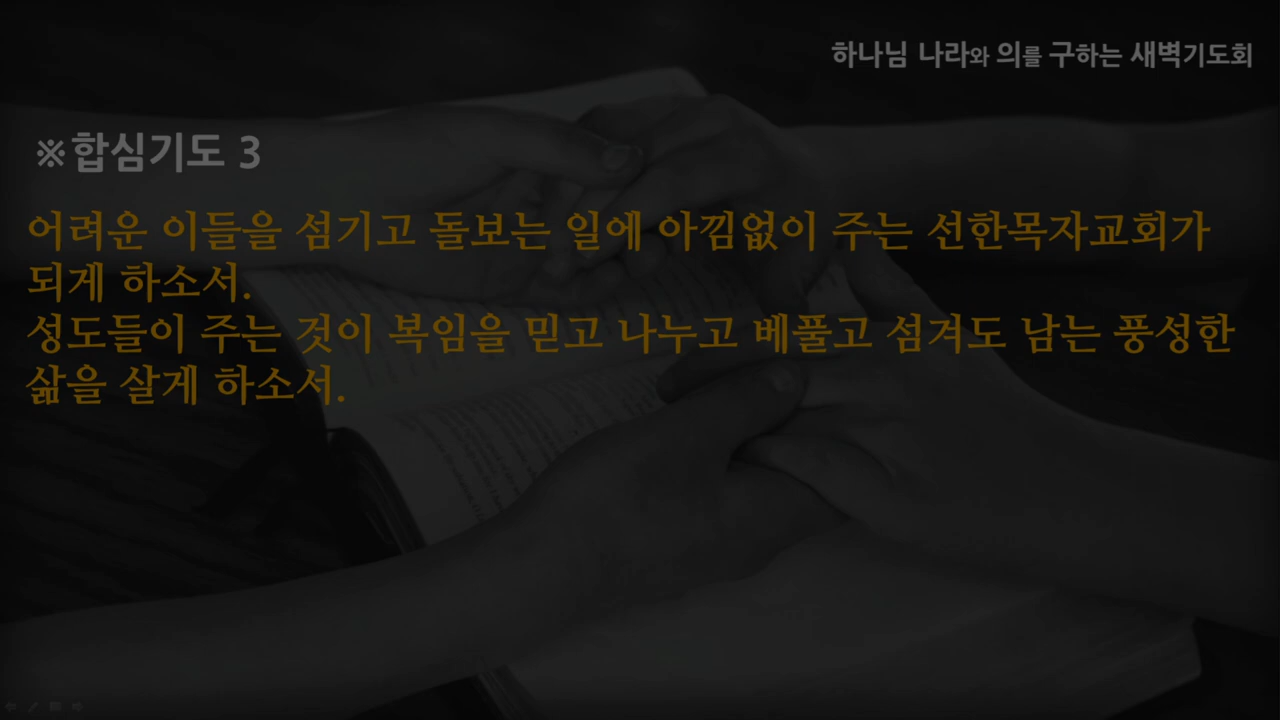 하나님 나라와 의를 구하는 새벽기도회
※합심기도 3
어려운 이들을 섬기고 돌보는 일에 아낌없이 주는 선한목자교회가
되게 하소서.
성도들이 주는 것이 복임을 믿고 나누고 베풀고 섬겨도 남는 풍성한
삶을 살게 하소서.